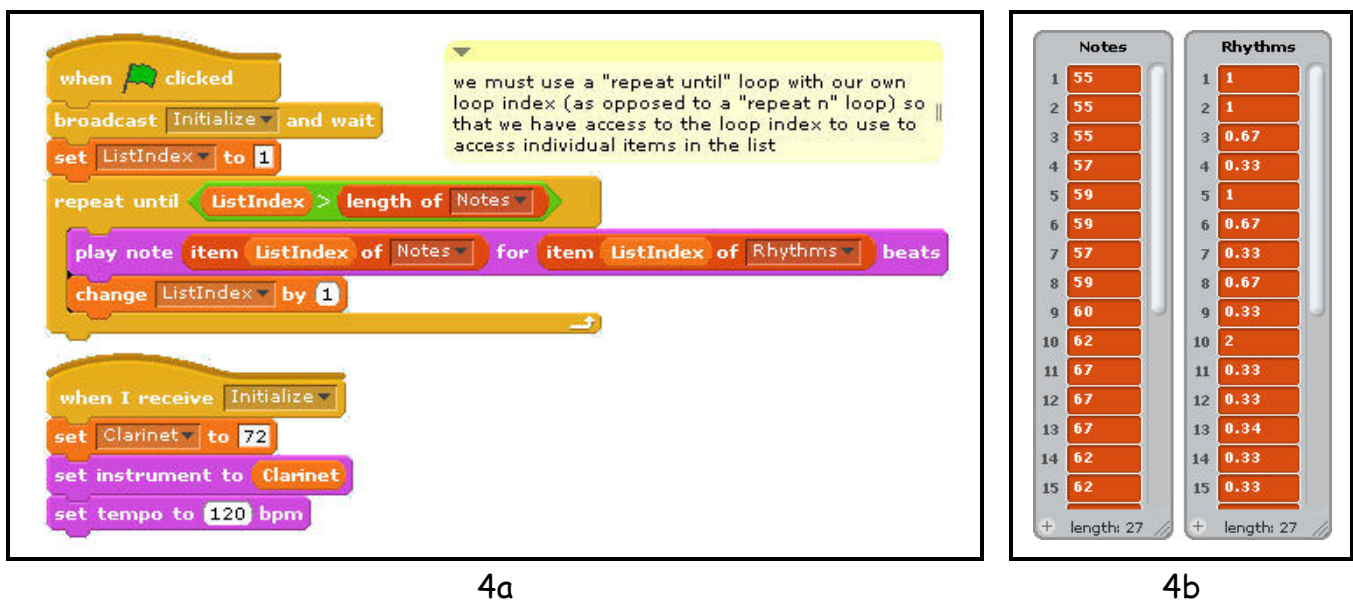 when clicked
broadcast Initialize and wait
set ListIndex to 1
repeat until ListIndex > length of Notes
play note item ListIndex of Notes for item ListIndex of Rhythms beats
change ListIndex by 1
we must use a "repeat until" loop with our own
loop index (as opposed to a "repeat n" loop) so
that we have access to the loop index to use to
access individual items in the list
when I receive Initialize
set Clarinet to 72
set instrument to Clarinet
set tempo to 120 bpm
4a
Notes
1 55
2 55
3 55
4 57
5 59
6 59
7 57
8 59
9 60
10 62
11 67
12 67
13 67
14 62
15 62
+ length: 27
Rhythms
1 1
2 1
3 0.67
4 0.33
5 1
6 0.67
7 0.33
8 0.67
9 0.33
10 2
11 0.33
12 0.33
13 0.34
14 0.33
15 0.33
+ length: 27
4b